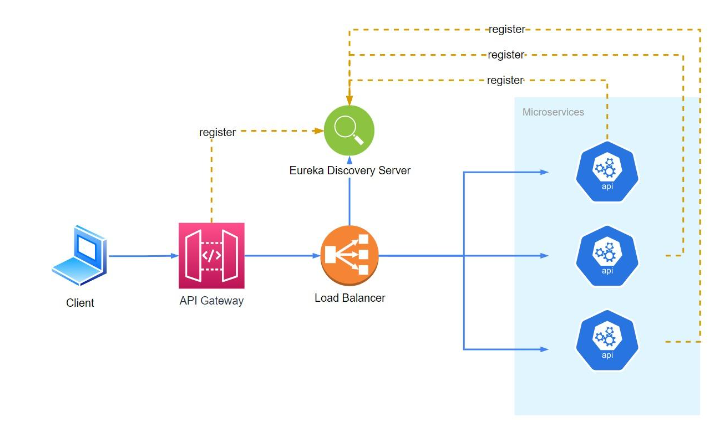 register
register
register
Microservices
register
Eureka Discovery Server
api
Client
API Gateway
Load Balancer
api
api